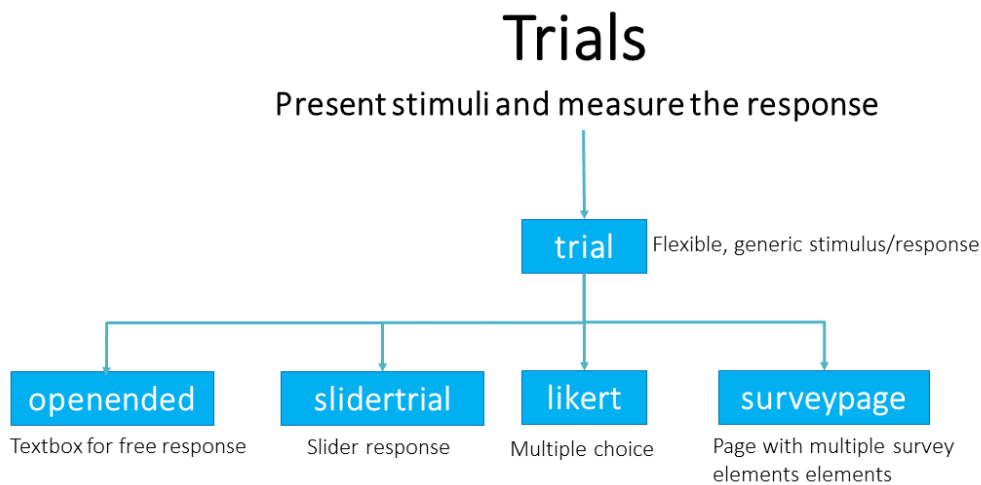 Trials
Present stimuli and measure the response
trial
Flexible, generic stimulus/response
openended
slidertrial
likert
surveypage
Textbox for free response
Slider response
Multiple choice
Page with multiple survey
elements elements